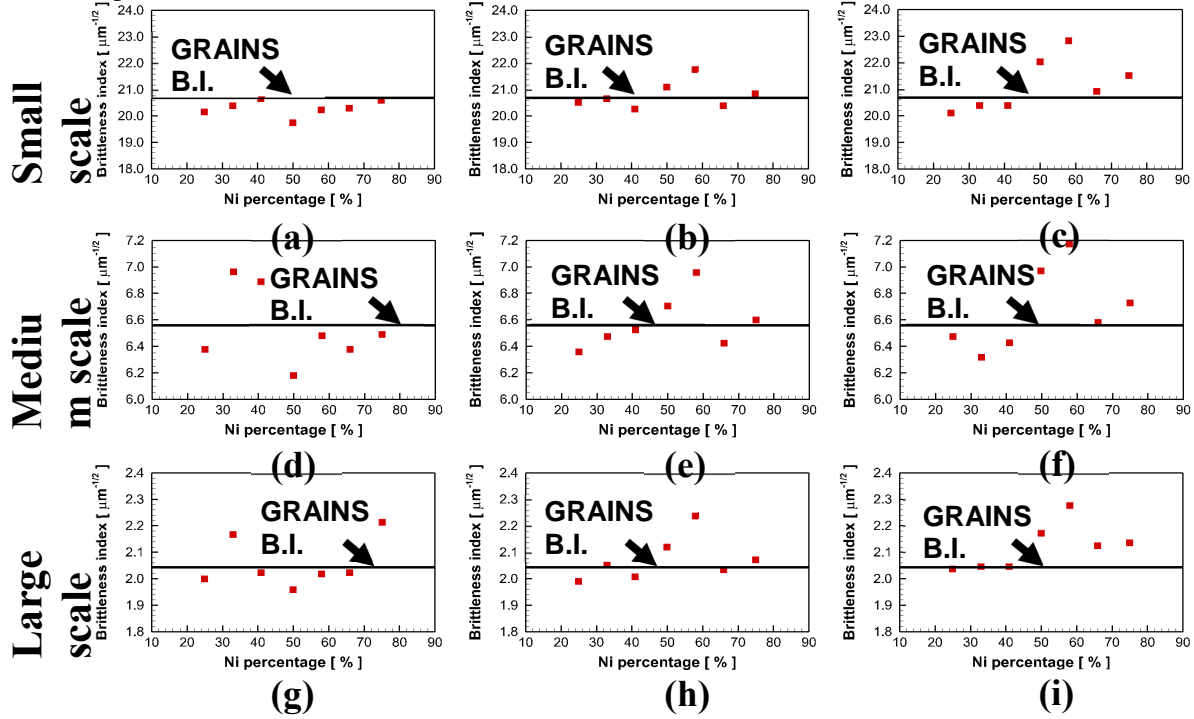 Small
scale
Brittleness index [ μm-1/2 ]
24.0
23.0
22.0
21.0
20.0
19.0
18.0
GRAINS
B.I.
10 20 30 40 50 60 70 80 90
Ni percentage [ % ]
(a)
Brittleness index [ μm-1/2 ]
24.0
23.0
22.0
21.0
20.0
19.0
18.0
GRAINS
B.I.
10 20 30 40 50 60 70 80 90
Ni percentage [ % ]
(b)
Brittleness index [ μm-1/2 ]
24.0
23.0
22.0
21.0
20.0
19.0
18.0
GRAINS
B.I.
10 20 30 40 50 60 70 80 90
Ni percentage [ % ]
(c)
Mediu
m scale
Brittleness index [ μm-1/2 ]
7.2
7.0
6.8
6.6
6.4
6.2
6.0
GRAINS
B.I.
10 20 30 40 50 60 70 80 90
Ni percentage [ % ]
(d)
Brittleness index [ μm-1/2 ]
7.2
7.0
6.8
6.6
6.4
6.2
6.0
GRAINS
B.I.
10 20 30 40 50 60 70 80 90
Ni percentage [ % ]
(e)
Brittleness index [ μm-1/2 ]
7.2
7.0
6.8
6.6
6.4
6.2
6.0
GRAINS
B.I.
10 20 30 40 50 60 70 80 90
Ni percentage [ % ]
(f)
Large
scale
Brittleness index [ μm-1/2 ]
2.4
2.3
2.2
2.1
2.0
1.9
1.8
GRAINS
B.I.
10 20 30 40 50 60 70 80 90
Ni percentage [ % ]
(g)
Brittleness index [ μm-1/2 ]
2.4
2.3
2.2
2.1
2.0
1.9
1.8
GRAINS
B.I.
10 20 30 40 50 60 70 80 90
Ni percentage [ % ]
(h)
Brittleness index [ μm-1/2 ]
2.4
2.3
2.2
2.1
2.0
1.9
1.8
GRAINS
B.I.
10 20 30 40 50 60 70 80 90
Ni percentage [ % ]
(i)